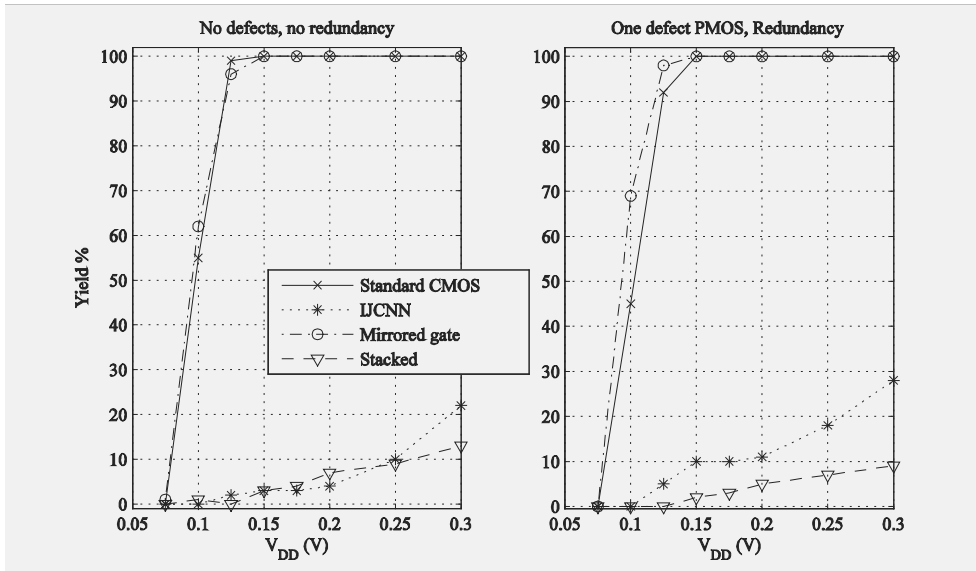 No defects, no redundancy
100
90
80
70
60
50
40
30
20
10
0
0.05 0.1 0.15 0.2 0.25 0.3
Yield %
V_DD (V)
Standard CMOS
IJCNN
Mirrored gate
Stacked
One defect PMOS, Redundancy
100
90
80
70
60
50
40
30
20
10
0
0.05 0.1 0.15 0.2 0.25 0.3
V_DD (V)